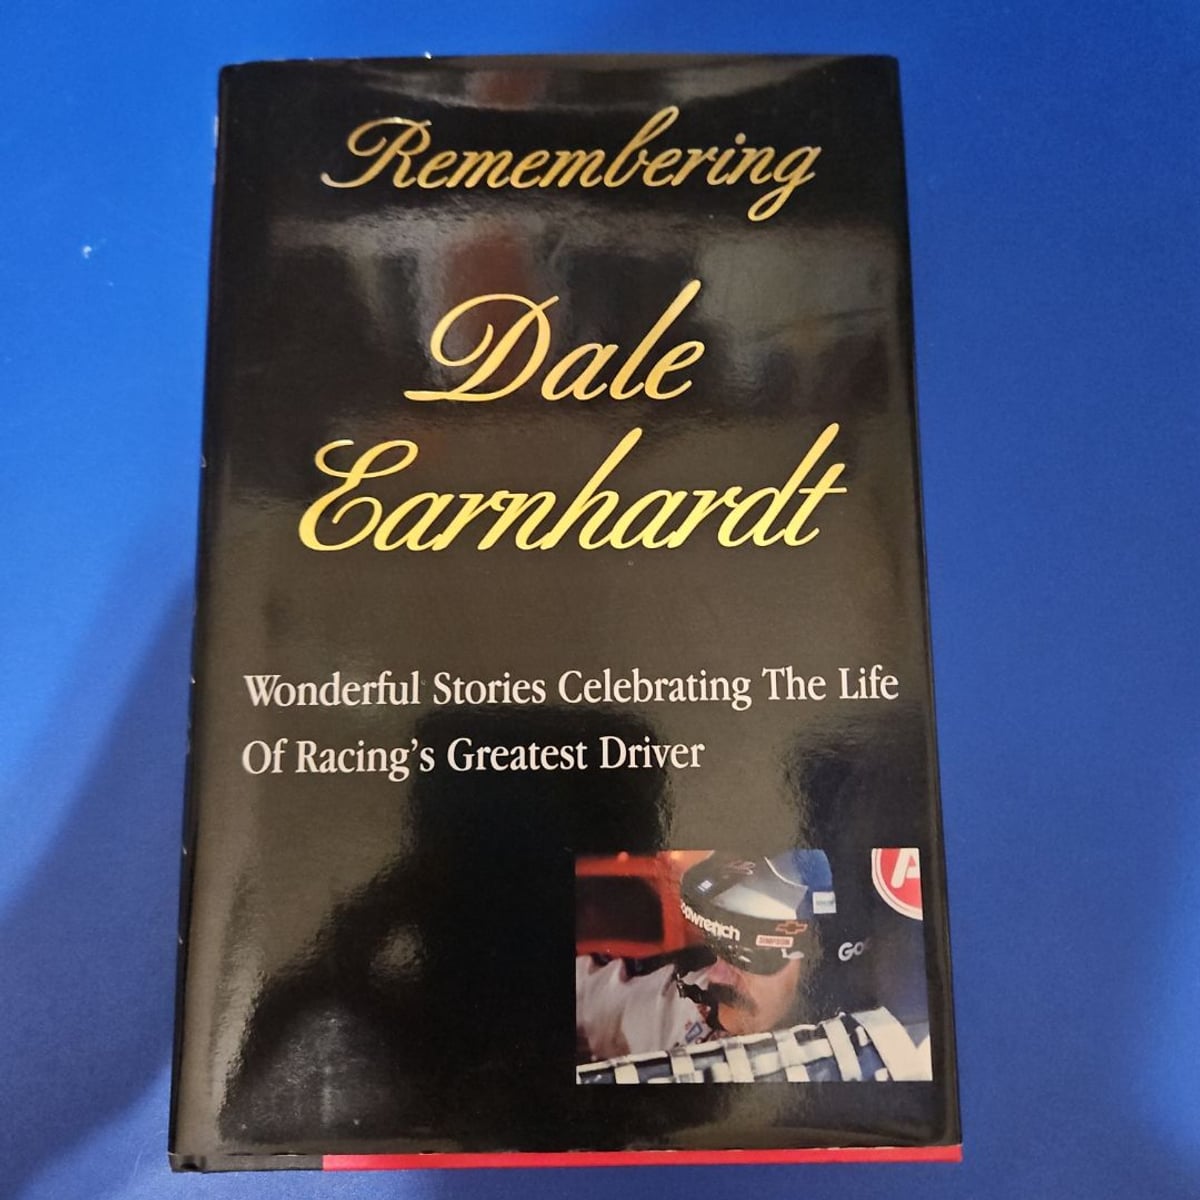 Remembering
Dale
Earnhardt
Wonderful Stories Celebrating The Life
Of Racing's Greatest Driver